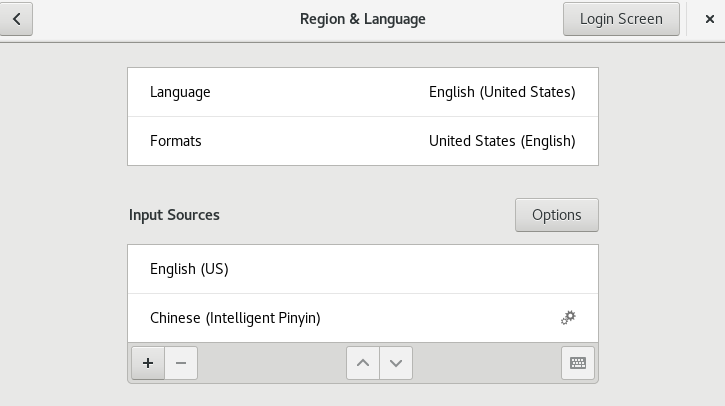 Region & Language
Login Screen
Language English (United States)
Formats United States (English)
Input Sources
Options
English (US)
Chinese (Intelligent Pinyin)